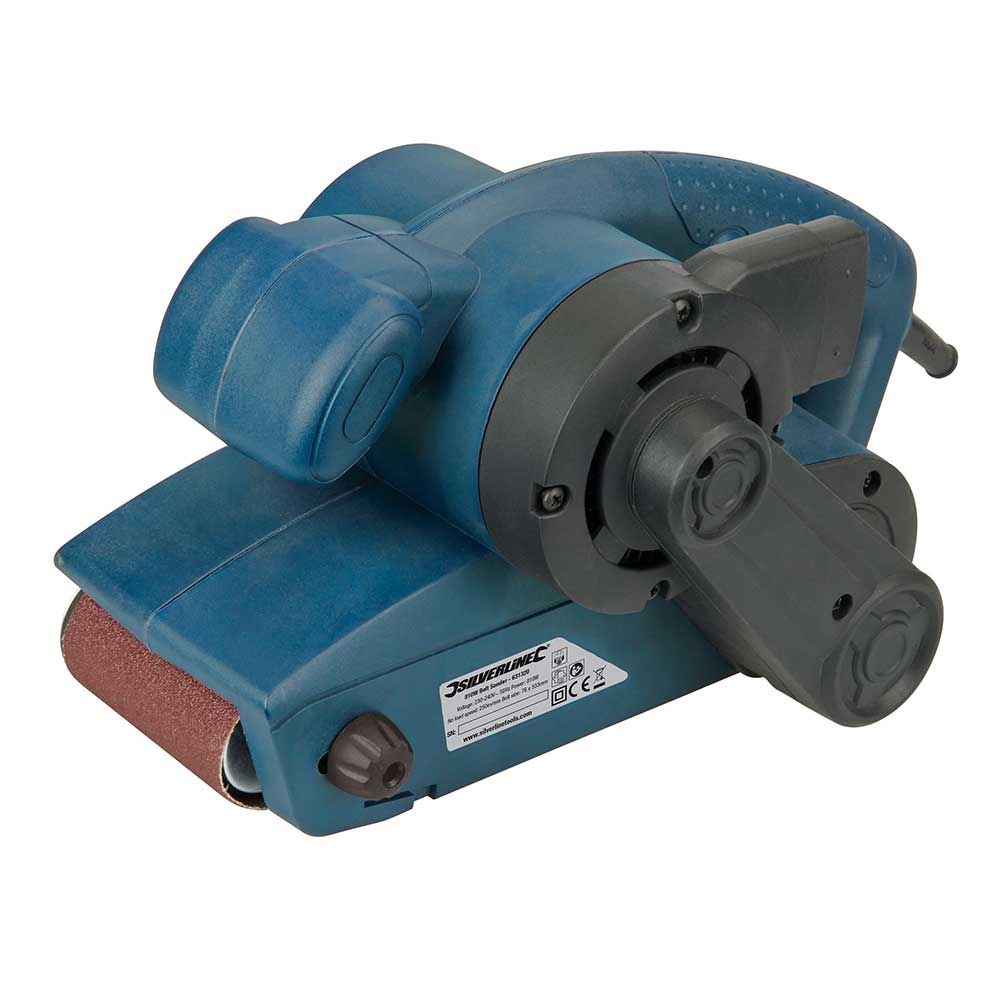 SILVERLINE
810W Belt Sander - 631320
Voltage: 230-240V~ 50Hz Power: 810W
No load speed: 250m/min Belt size: 76 x 533mm
SN:
www.silverlinetools.com
CE